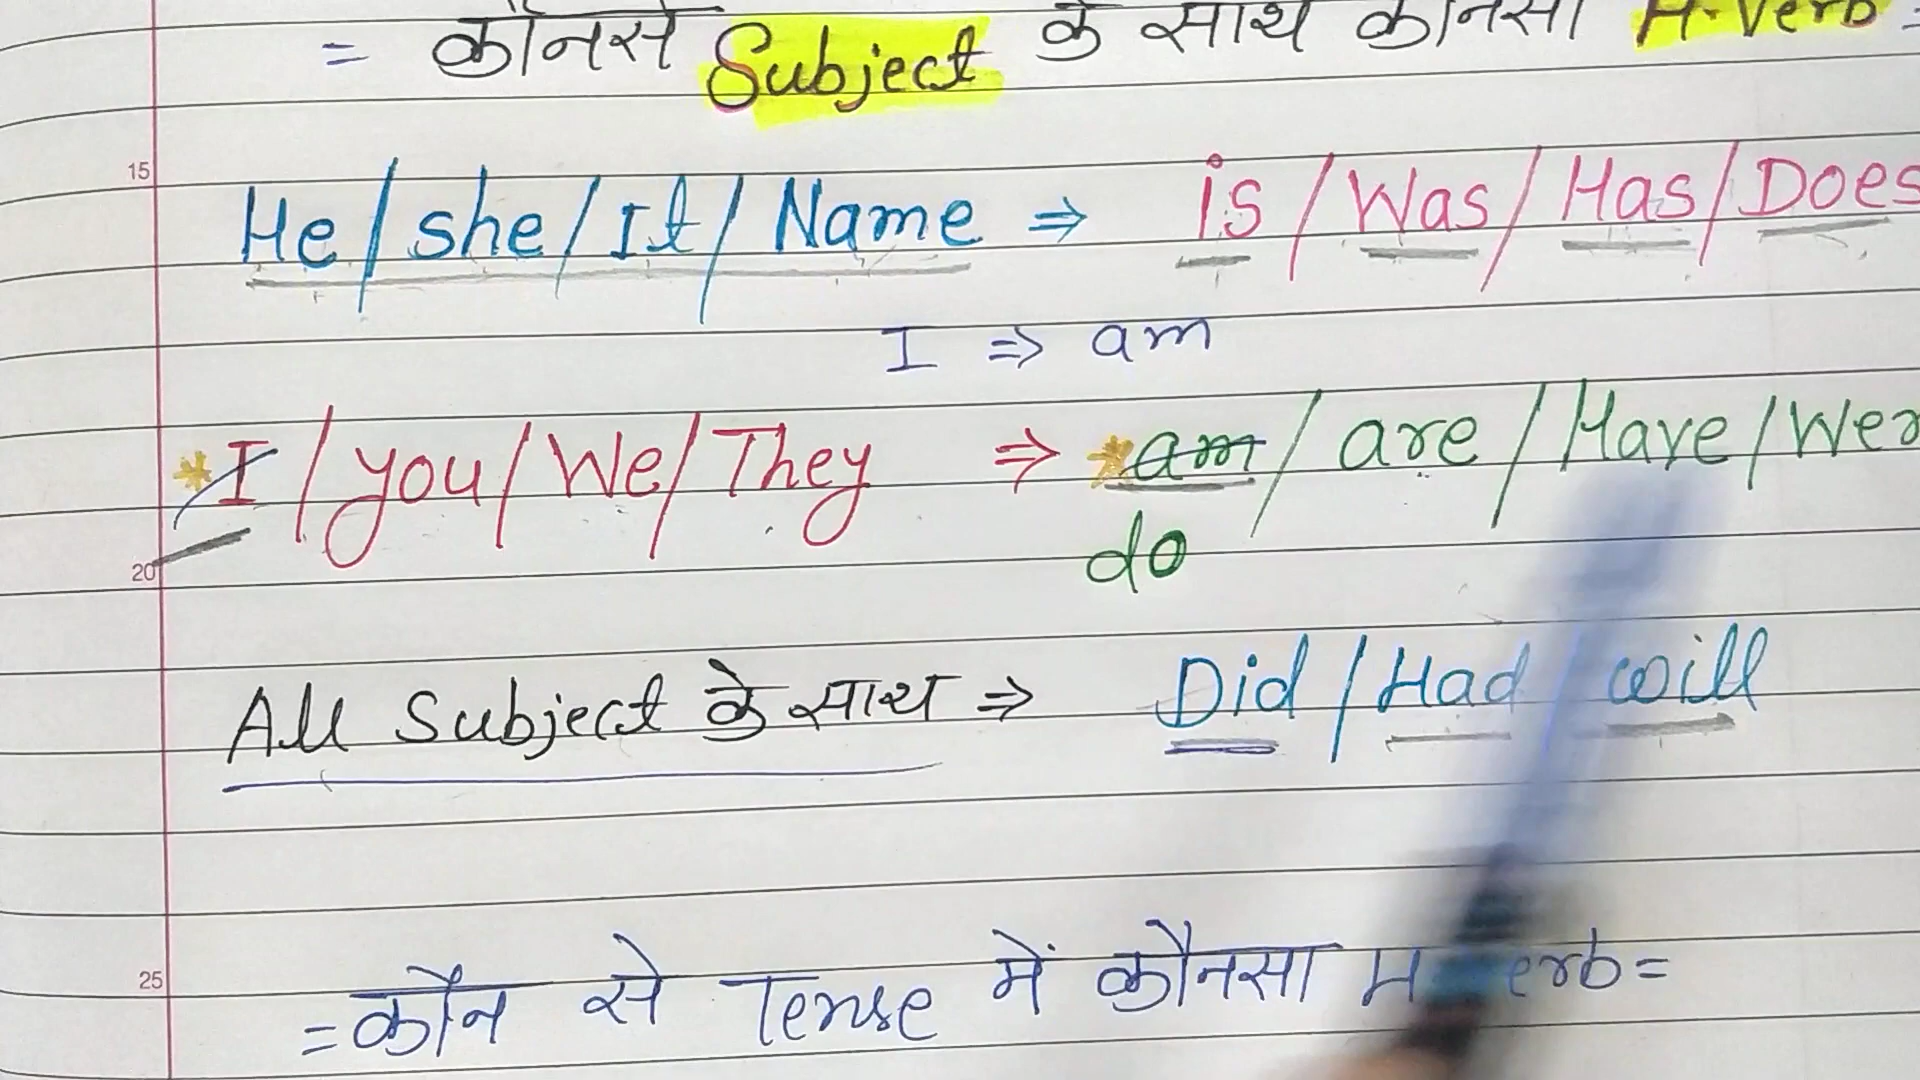 = कौनसे Subject के साथ कौनसा H.Verb =
15
He / she / It / Name ⇒ is / Was / Has / Does
I ⇒ am
*I / you / We / They ⇒ *am / are / Have / Wer
do
20
All Subject के साथ ⇒ Did / Had / will
25
= कौन से Tense में कौनसा =